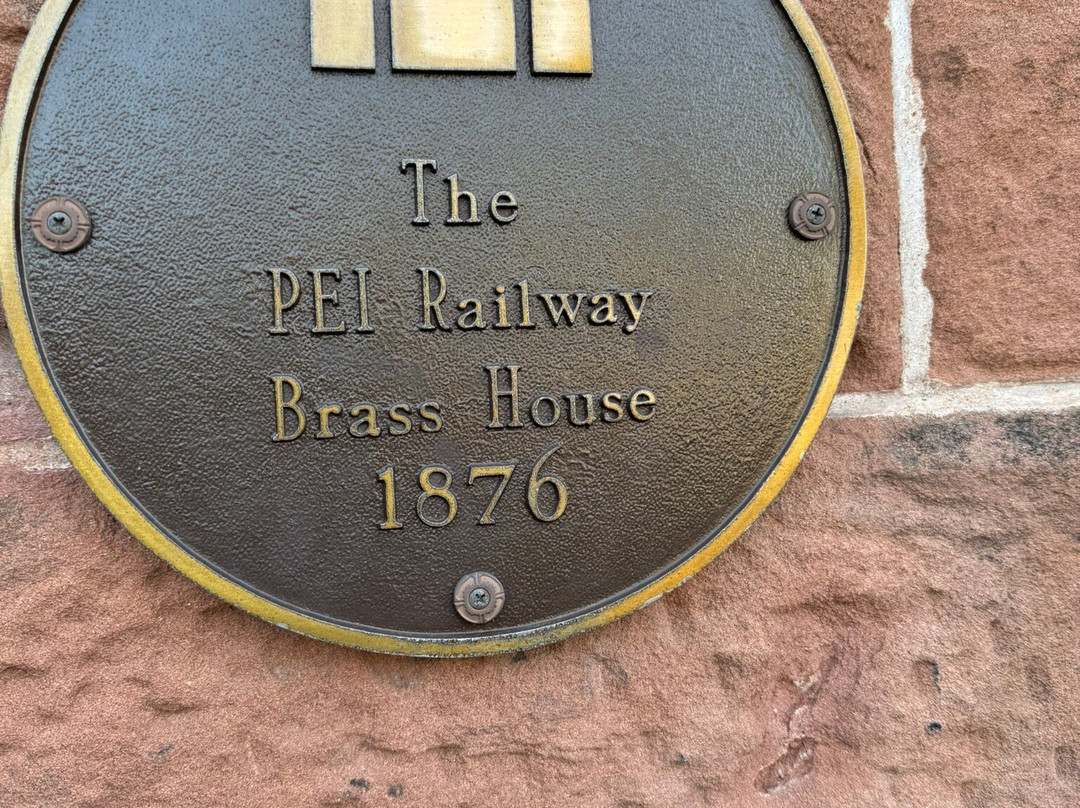 The
PEI Railway
Brass House
1876